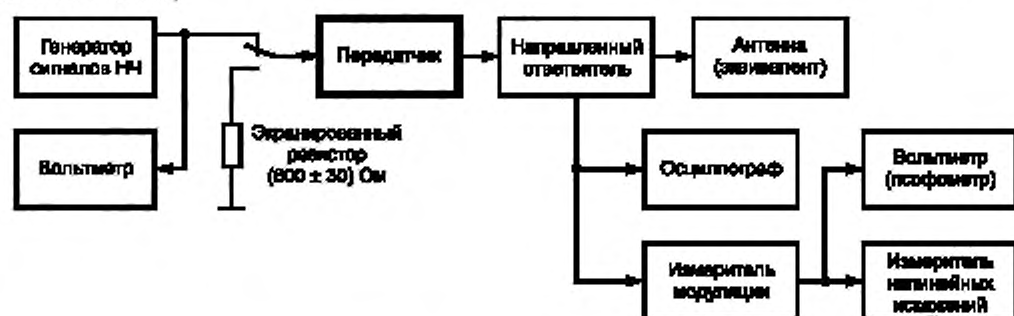 Генератор
сигналов НЧ
Передатчик
Направленный
ответвитель
Антенна
(эквивалент)
Вольтметр
Экранированный
резистор
(600 ± 30) Ом
Осциллограф
Вольтметр
(псофометр)
Измеритель
модуляции
Измеритель
нелинейных
искажений